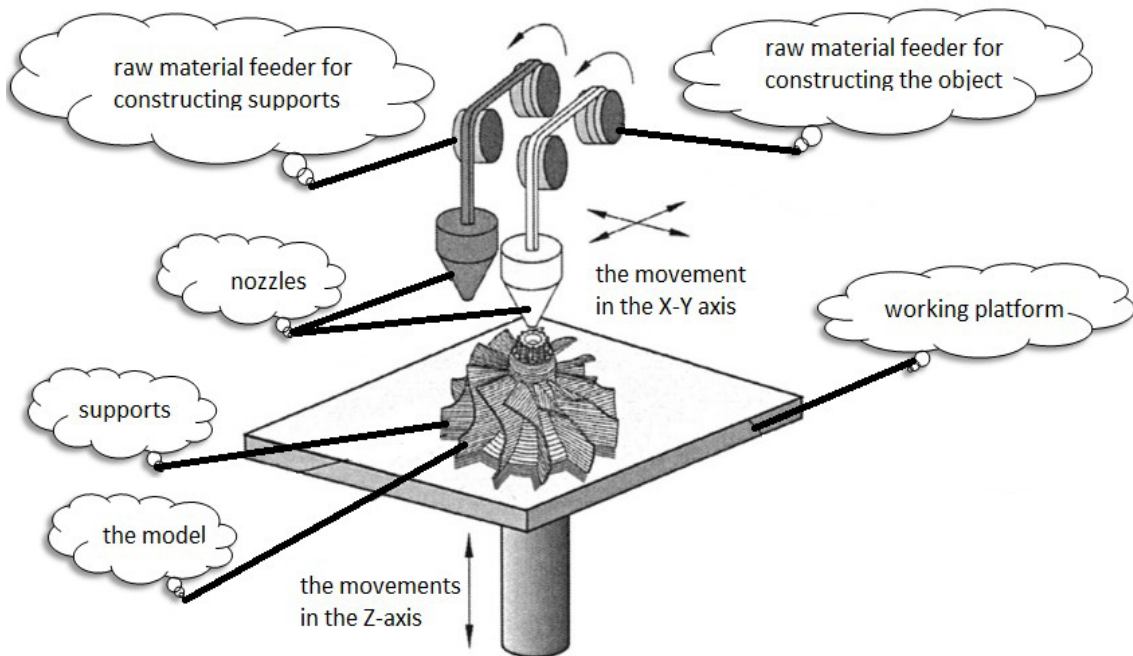 raw material feeder for
constructing supports
raw material feeder for
constructing the object
nozzles
the movement
in the X-Y axis
working platform
supports
the model
the movements
in the Z-axis